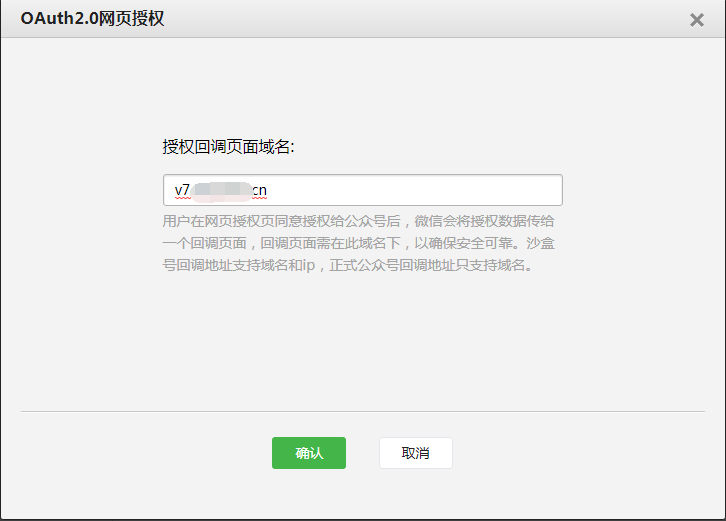 OAuth2.0网页授权
授权回调页面域名:
v7 cn
用户在网页授权页同意授权给公众号后，微信会将授权数据传给
一个回调页面，回调页面需在此域名下，以确保安全可靠。沙盒
号回调地址支持域名和ip，正式公众号回调地址只支持域名。
确认 取消